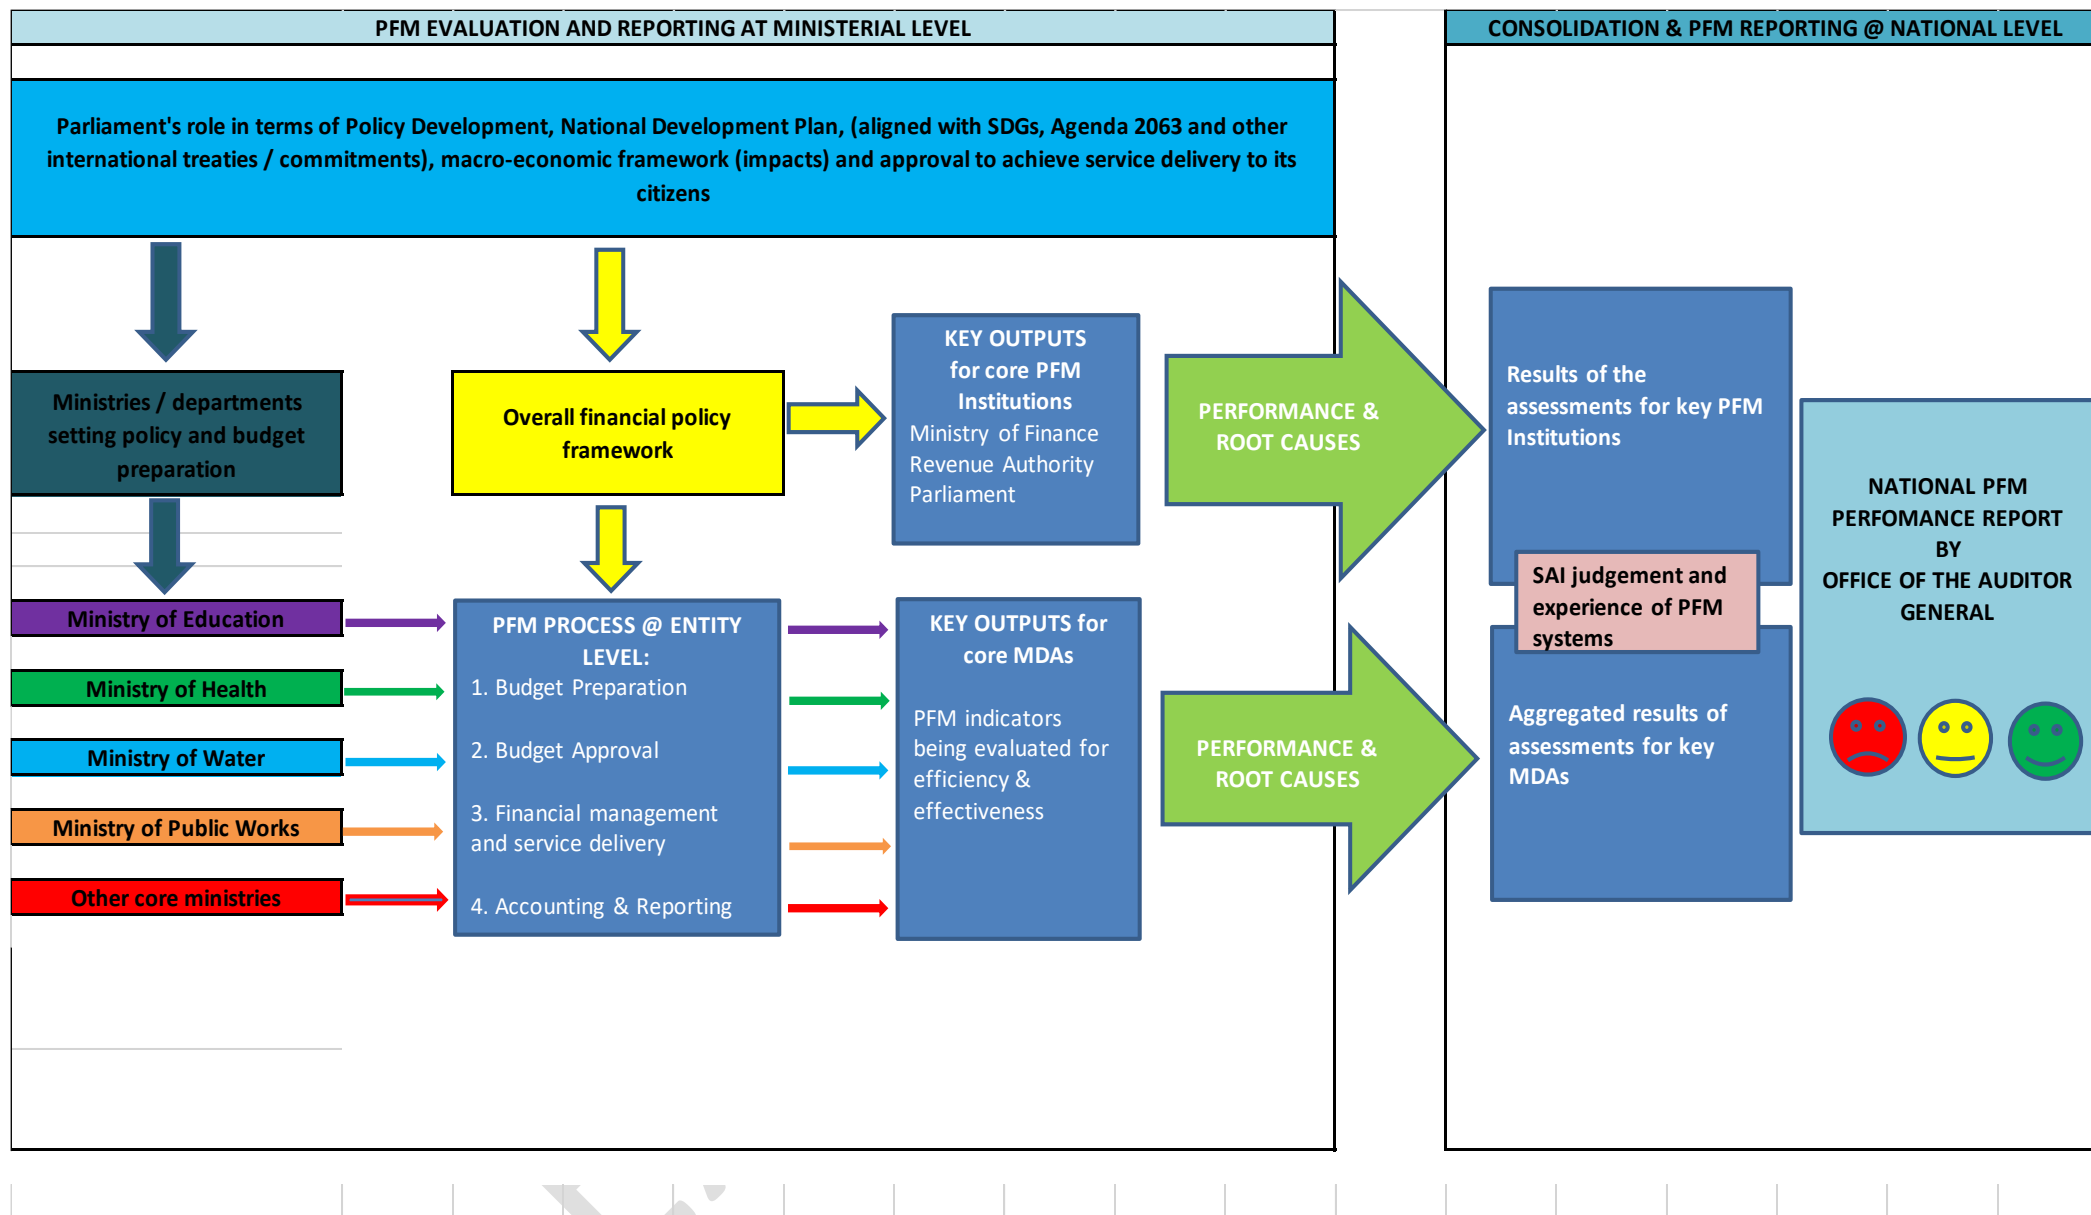 PFM EVALUATION AND REPORTING AT MINISTERIAL LEVEL
CONSOLIDATION & PFM REPORTING @ NATIONAL LEVEL
Parliament's role in terms of Policy Development, National Development Plan, (aligned with SDGs, Agenda 2063 and other
international treaties / commitments), macro-economic framework (impacts) and approval to achieve service delivery to its
citizens
Ministries / departments
setting policy and budget
preparation
Overall financial policy
framework
KEY OUTPUTS
for core PFM
Institutions
Ministry of Finance
Revenue Authority
Parliament
PERFORMANCE &
ROOT CAUSES
Results of the
assessments for key PFM
Institutions
SAI judgement and
experience of PFM
systems
NATIONAL PFM
PERFOMANCE REPORT
BY
OFFICE OF THE AUDITOR
GENERAL
Ministry of Education
Ministry of Health
Ministry of Water
Ministry of Public Works
Other core ministries
PFM PROCESS @ ENTITY
LEVEL:
1. Budget Preparation
2. Budget Approval
3. Financial management
and service delivery
4. Accounting & Reporting
KEY OUTPUTS for
core MDAs
PFM indicators
being evaluated for
efficiency &
effectiveness
PERFORMANCE &
ROOT CAUSES
Aggregated results of
assessments for key
MDAs